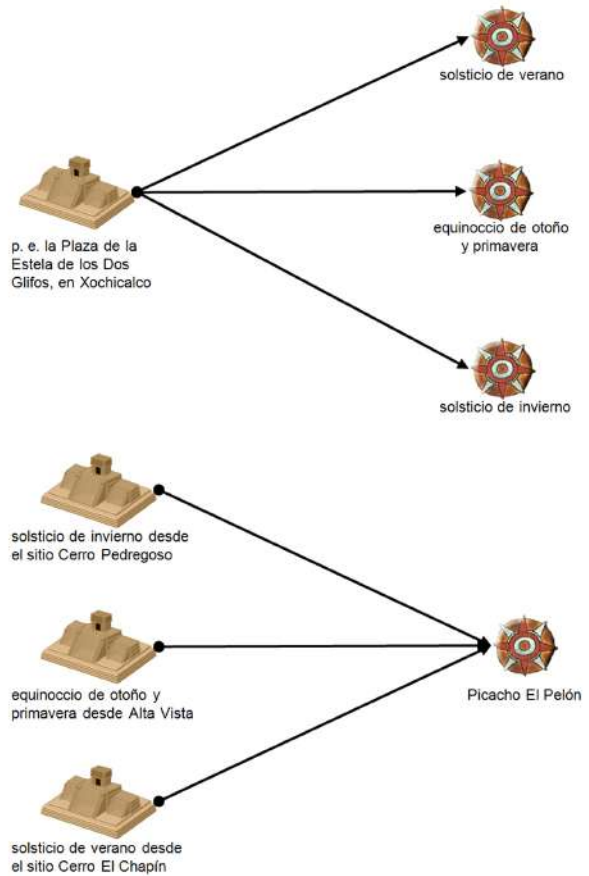 solsticio de verano
p. e. la Plaza de la
Estela de los Dos
Glifos, en Xochicalco
equinoccio de otoño
y primavera
solsticio de invierno
solsticio de invierno desde
el sitio Cerro Pedregoso
equinoccio de otoño y
primavera desde Alta Vista
Picacho El Pelón
solsticio de verano desde
el sitio Cerro El Chapín